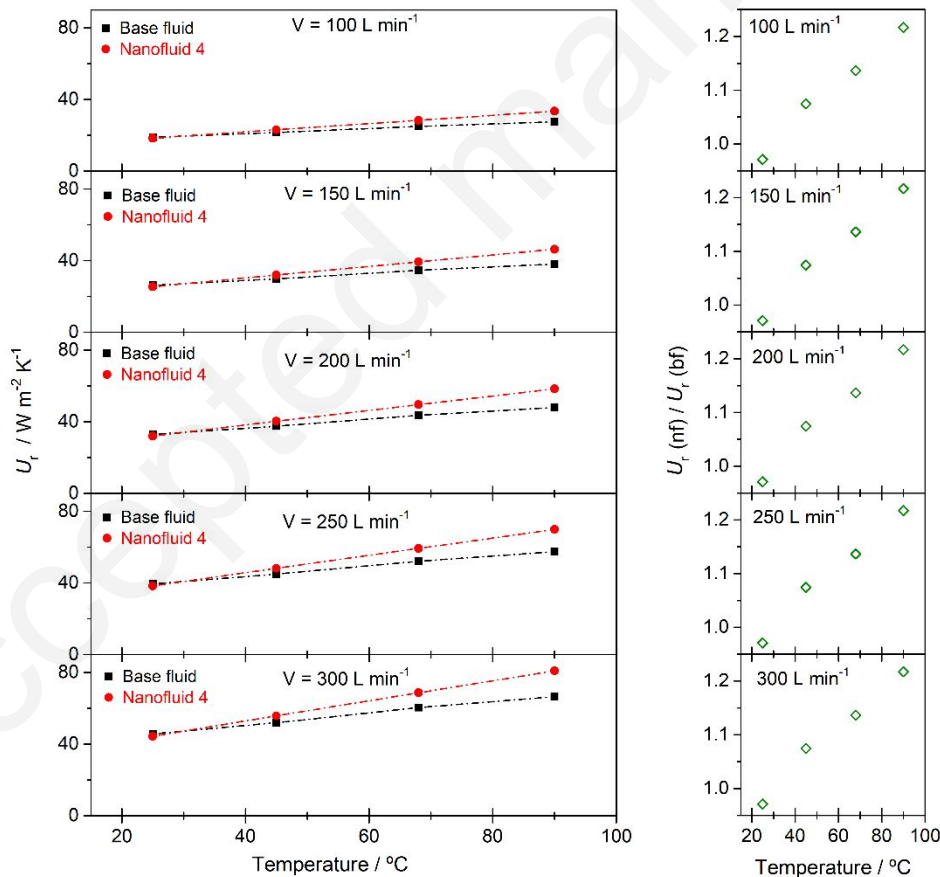 80
40
0
Base fluid
Nanofluid 4
V = 100 L min⁻¹
80
40
0
Base fluid
Nanofluid 4
V = 150 L min⁻¹
80
40
0
Base fluid
Nanofluid 4
V = 200 L min⁻¹
80
40
0
Base fluid
Nanofluid 4
V = 250 L min⁻¹
80
40
0
Base fluid
Nanofluid 4
V = 300 L min⁻¹
20 40 60 80 100
Temperature / ºC
Uᵣ / W m⁻² K⁻¹
1.2
1.1
1.0
100 L min⁻¹
1.2
1.1
1.0
150 L min⁻¹
1.2
1.1
1.0
200 L min⁻¹
1.2
1.1
1.0
250 L min⁻¹
1.2
1.1
1.0
300 L min⁻¹
20 40 60 80 100
Temperature / ºC
Uᵣ (nf) / Uᵣ (bf)